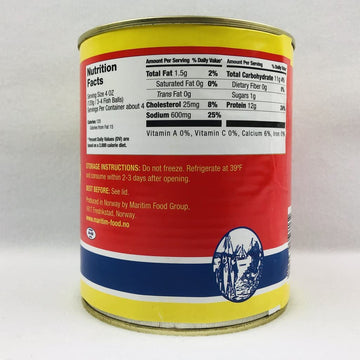 Nutrition
Facts
Serving Size 4 OZ
3-4 Fish Balls)
Servings Per Container about 4
Calories
Calories from Fat 15
*Percent Daily Values (DV) are
based on a 2,000 calorie diet.
Amount Per Serving % Daily Value*
Total Fat 1.5g 2%
Saturated Fat 0g 0%
Trans Fat 0g
Cholesterol 25mg 8%
Sodium 600mg 25%
Amount Per Serving % Daily Value*
Total Carbohydrate 11g 4%
Dietary Fiber 0g
Sugars 1g
Protein 12g
Vitamin A 0%, Vitamin C 0%, Calcium 6%, Iron 0%
STORAGE INSTRUCTIONS: Do not freeze. Refrigerate at 39°F
and consume within 2-3 days after opening.
BEST BEFORE: See lid.
Produced in Norway by Maritim Food Group,
Fredrikstad, Norway.
www.maritim-food.no